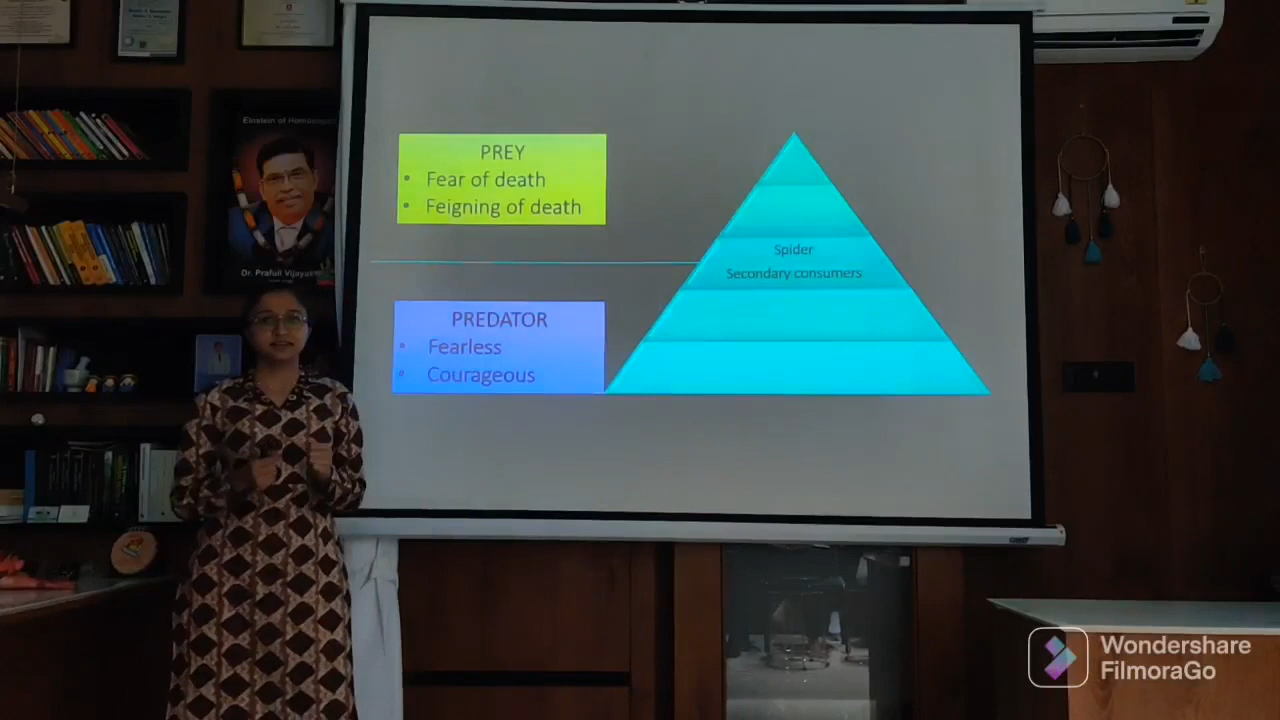 Einstein of Homoeopathy
Dr. Prafull Vijayakar
PREY
• Fear of death
• Feigning of death
PREDATOR
• Fearless
• Courageous
Spider
Secondary consumers
Wondershare
FilmoraGo